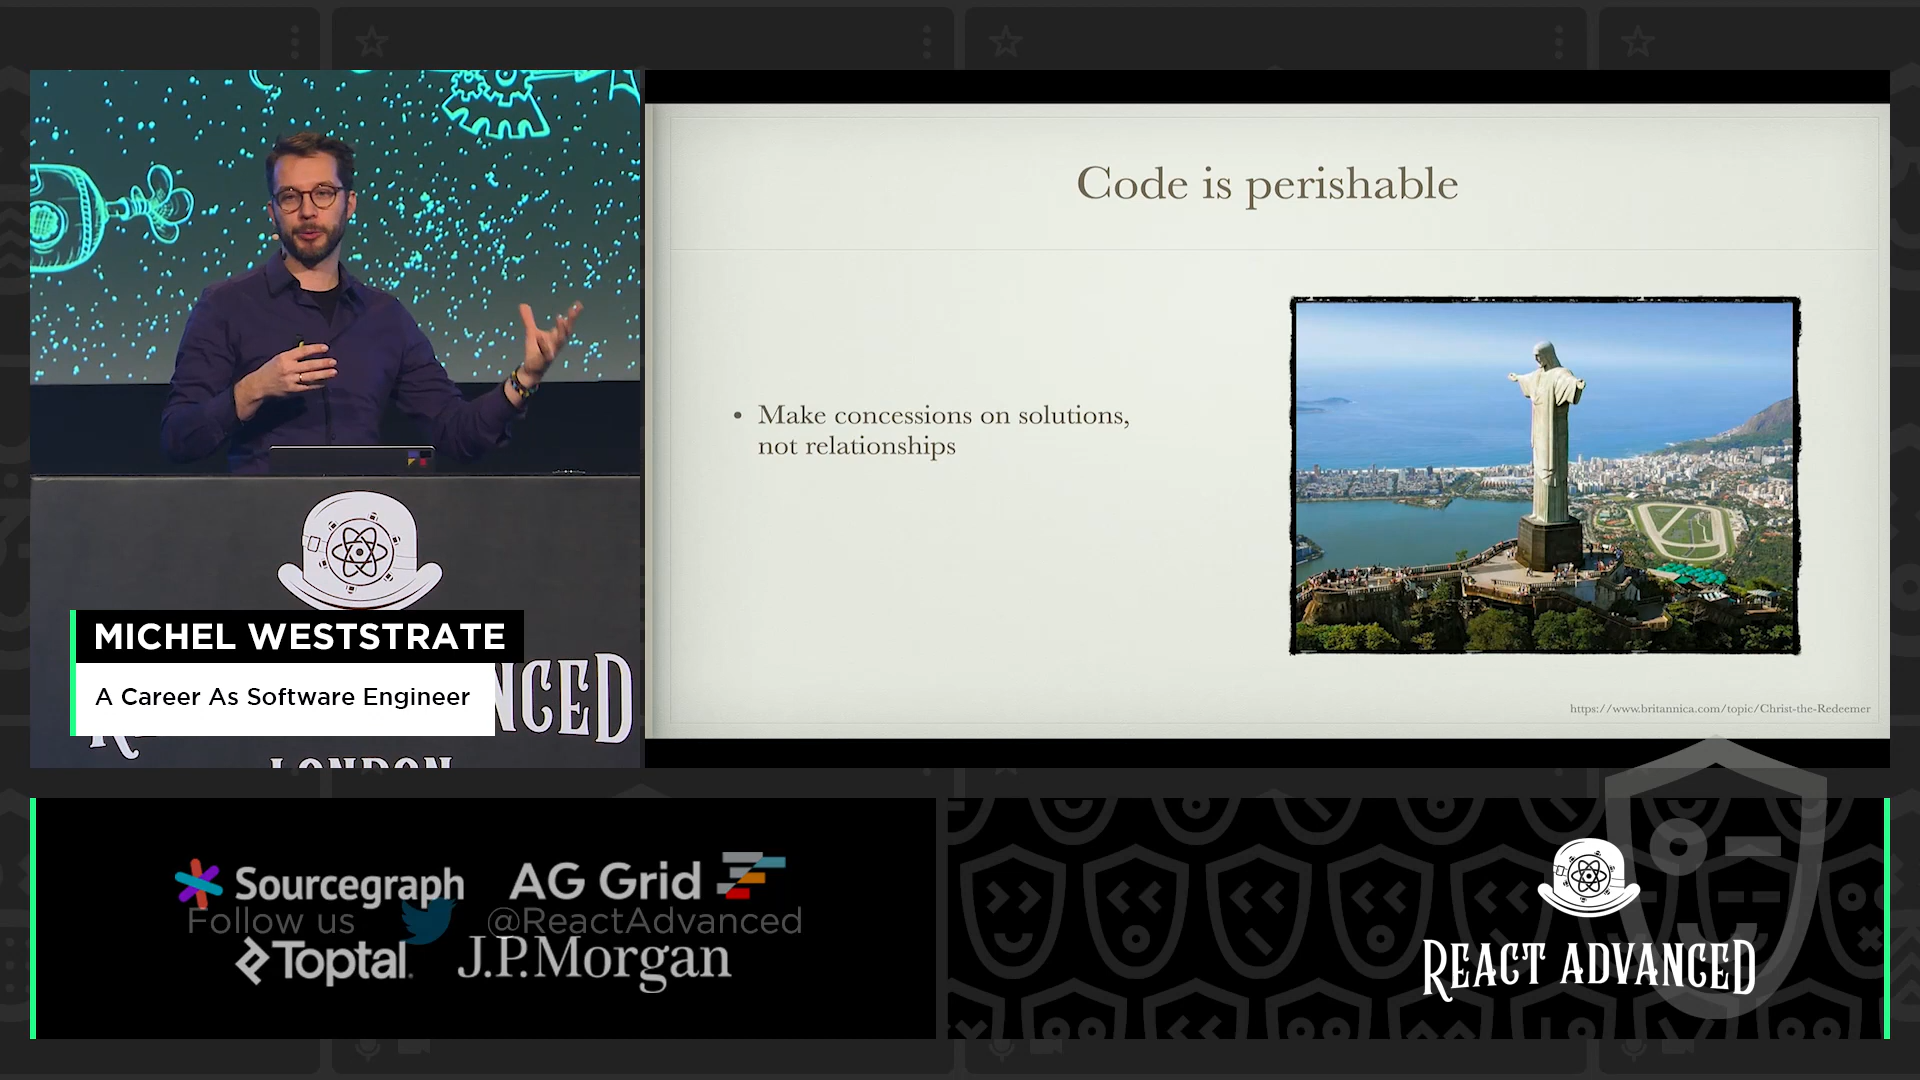 Code is perishable
• Make concessions on solutions,
not relationships
https://www.britannica.com/topic/Christ-the-Redeemer
MICHEL WESTSTRATE
A Career As Software Engineer
NCED
LONDON
Sourcegraph
AG Grid
Follow us
@ReactAdvanced
Toptal
J.P.Morgan
REACT ADVANCED